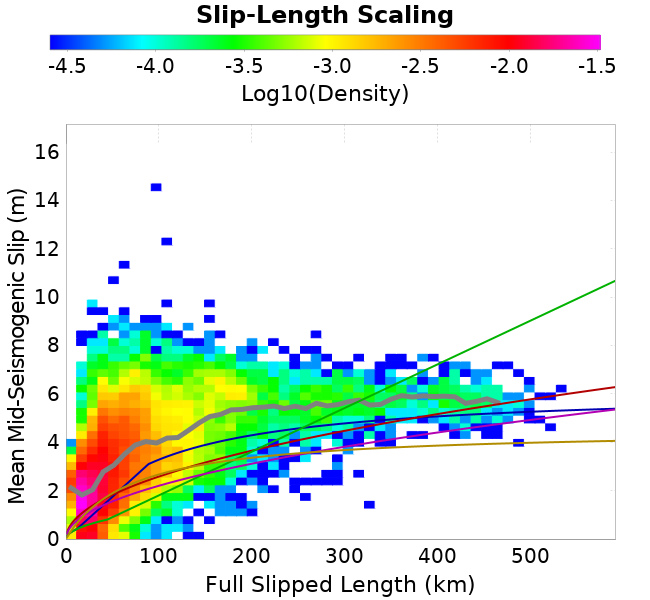 Slip-Length Scaling
-4.5 -4.0 -3.5 -3.0 -2.5 -2.0 -1.5
Log10(Density)
16
14
12
10
8
6
4
2
0
Mean Mid-Seismogenic Slip (m)
0 100 200 300 400 500
Full Slipped Length (km)